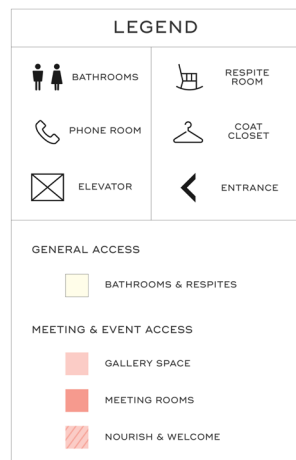 LEGEND
BATHROOMS
RESPITE
ROOM
PHONE ROOM
COAT
CLOSET
ELEVATOR
ENTRANCE
GENERAL ACCESS
BATHROOMS & RESPITES
MEETING & EVENT ACCESS
GALLERY SPACE
MEETING ROOMS
NOURISH & WELCOME